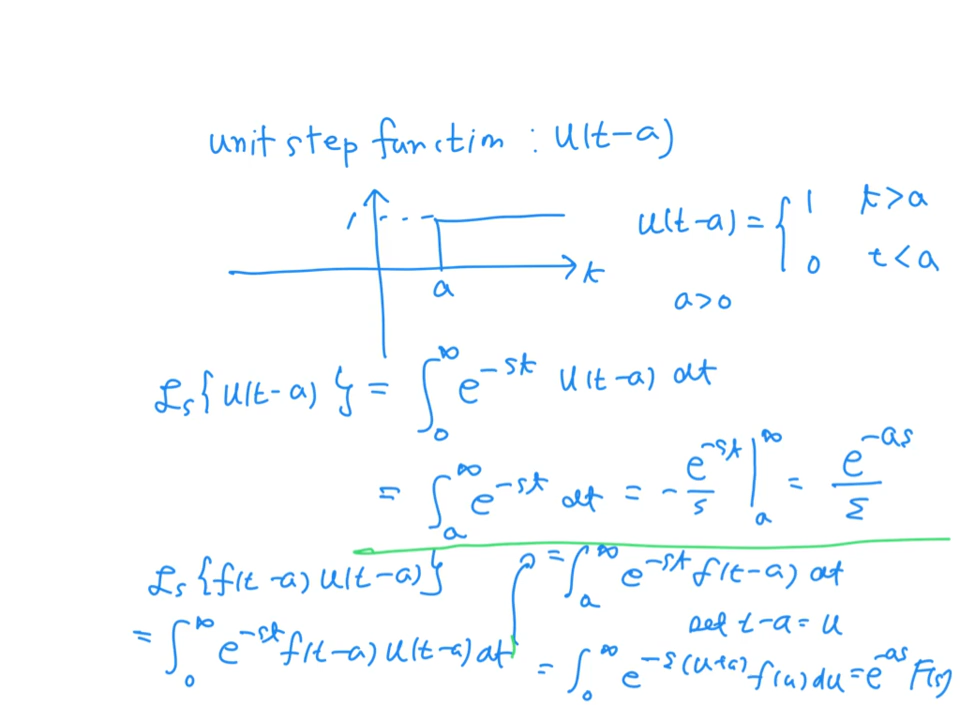 unit step function : u(t-a)
1
a
t
u(t-a) = { 1 t>a
0 t<a
a>0
ℒₛ{u(t-a)} = ∫₀^∞ e^{-st} u(t-a) dt
= ∫ₐ^∞ e^{-st} dt = - e^{-st}/s |ₐ^∞ = e^{-as}/s
ℒₛ{f(t-a) u(t-a)}
= ∫₀^∞ e^{-st} f(t-a) u(t-a) dt
= ∫ₐ^∞ e^{-st} f(t-a) dt
set t-a = u
= ∫₀^∞ e^{-s(u+a)} f(u) du = e^{-as} F(s)